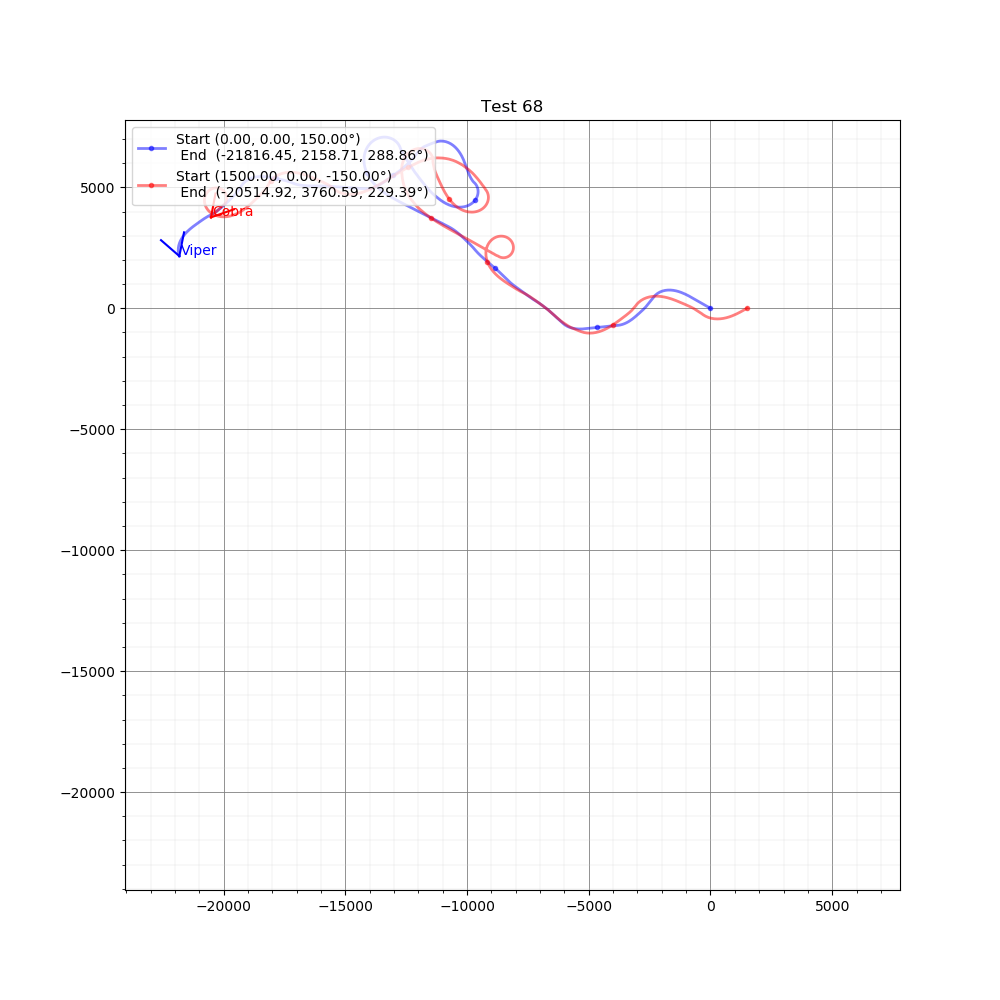 Test 68
Start (0.00, 0.00, 150.00°)
End  (-21816.45, 2158.71, 288.86°)
Start (1500.00, 0.00, -150.00°)
End  (-20514.92, 3760.59, 229.39°)
Cobra
Viper
5000
0
−5000
−10000
−15000
−20000
−20000
−15000
−10000
−5000
0
5000